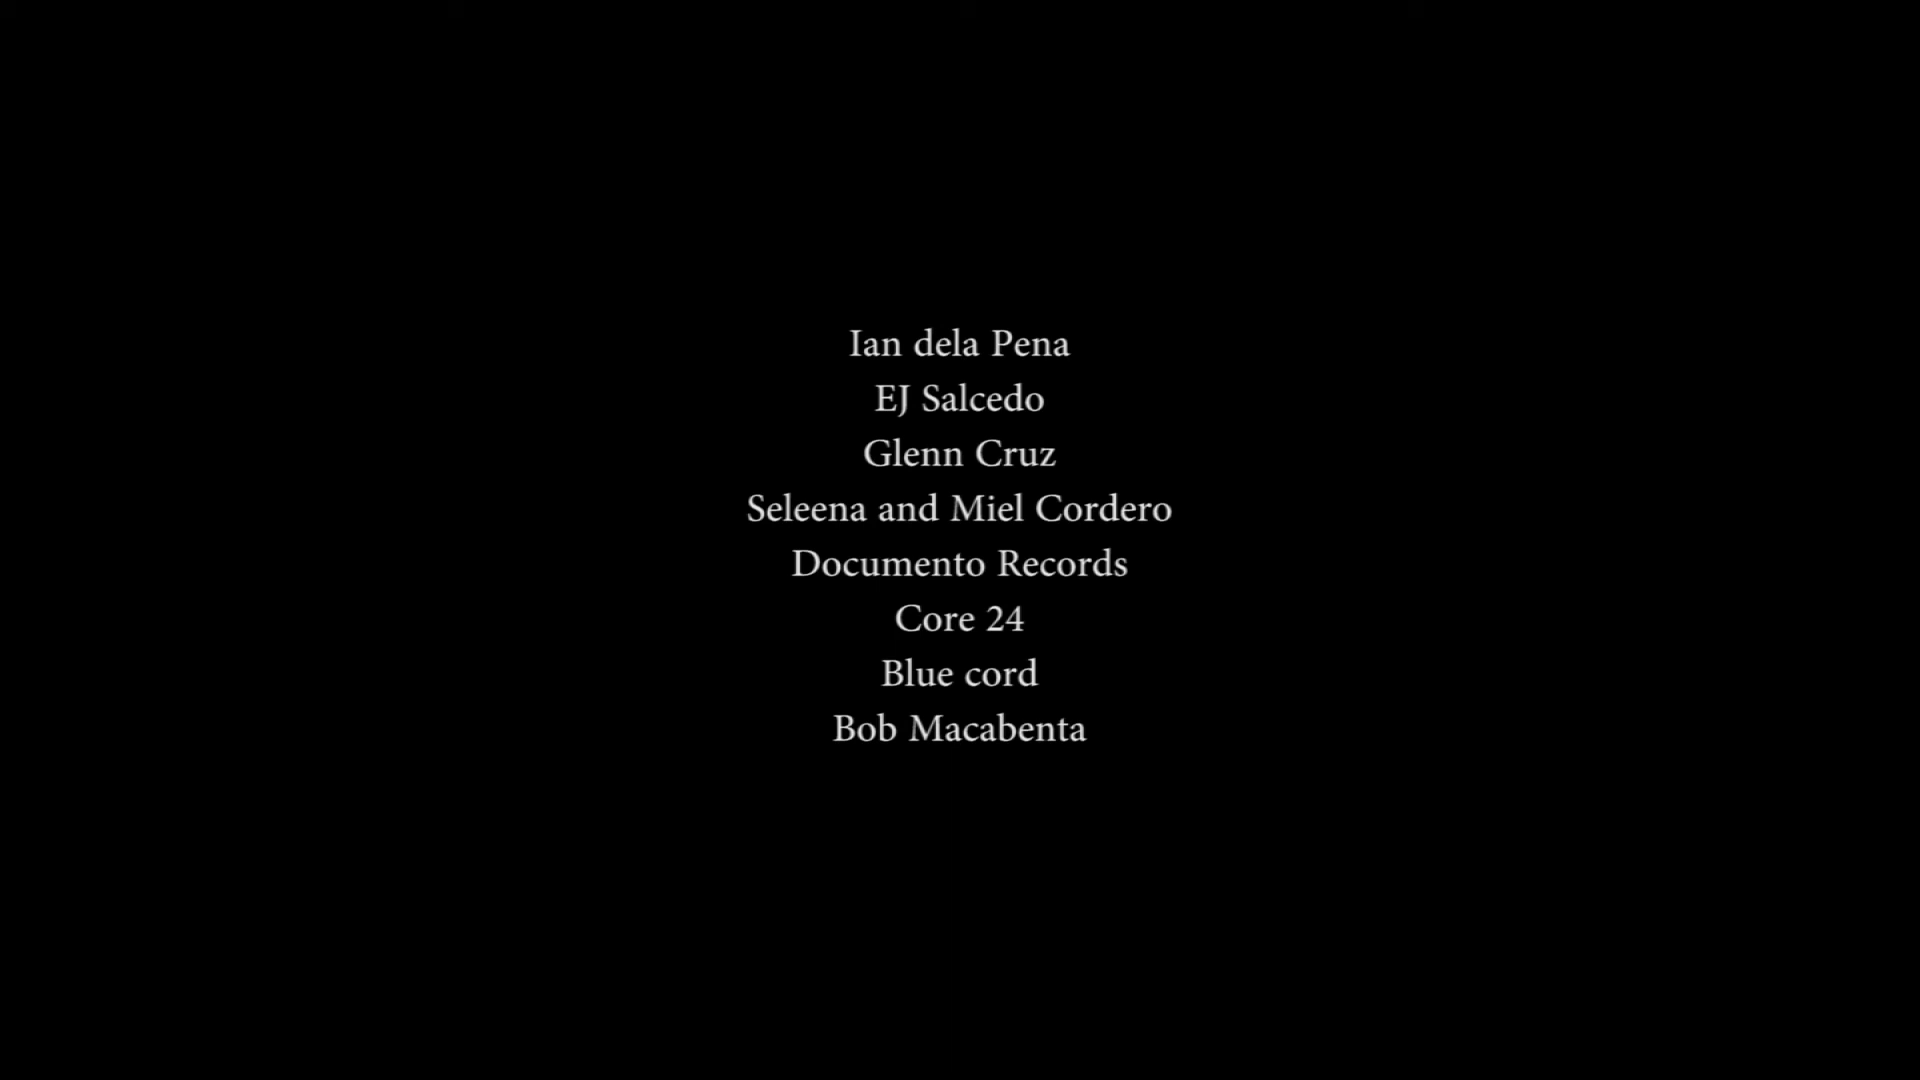 Ian dela Pena
EJ Salcedo
Glenn Cruz
Seleena and Miel Cordero
Documento Records
Core 24
Blue cord
Bob Macabenta